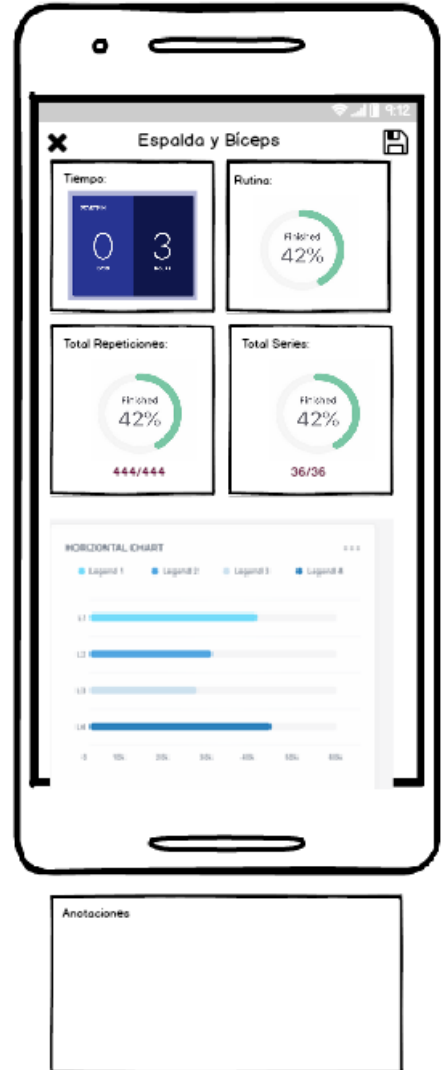 9:12
Espalda y Bíceps
Tiempo:
0 3
Rutina:
Finished
42%
Total Repeticiones:
Finished
42%
444/444
Total Series:
Finished
42%
36/36
HORIZONTAL CHART
Legend 1 Legend 2 Legend 3 Legend 4
L1
L2
L3
L4
0 10k 20k 30k 40k 50k 60k
Anotaciones